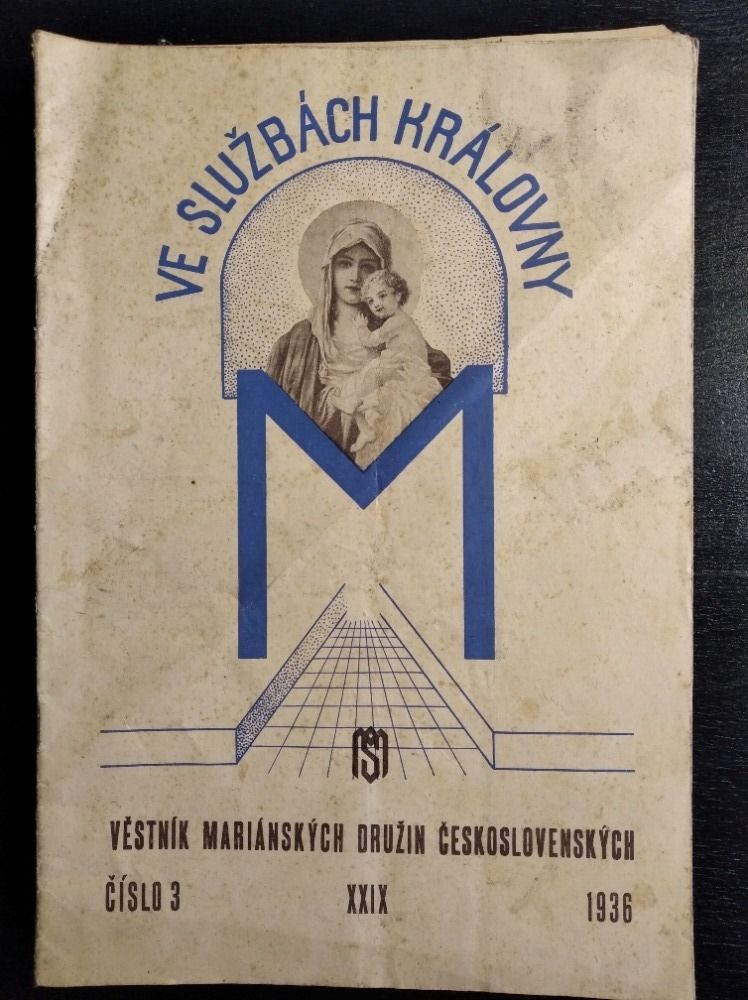 VE SLUŽBÁCH KRÁLOVNY
M
VĚSTNÍK MARIÁNSKÝCH DRUŽIN ČESKOSLOVENSKÝCH
ČÍSLO 3 XXIX 1936